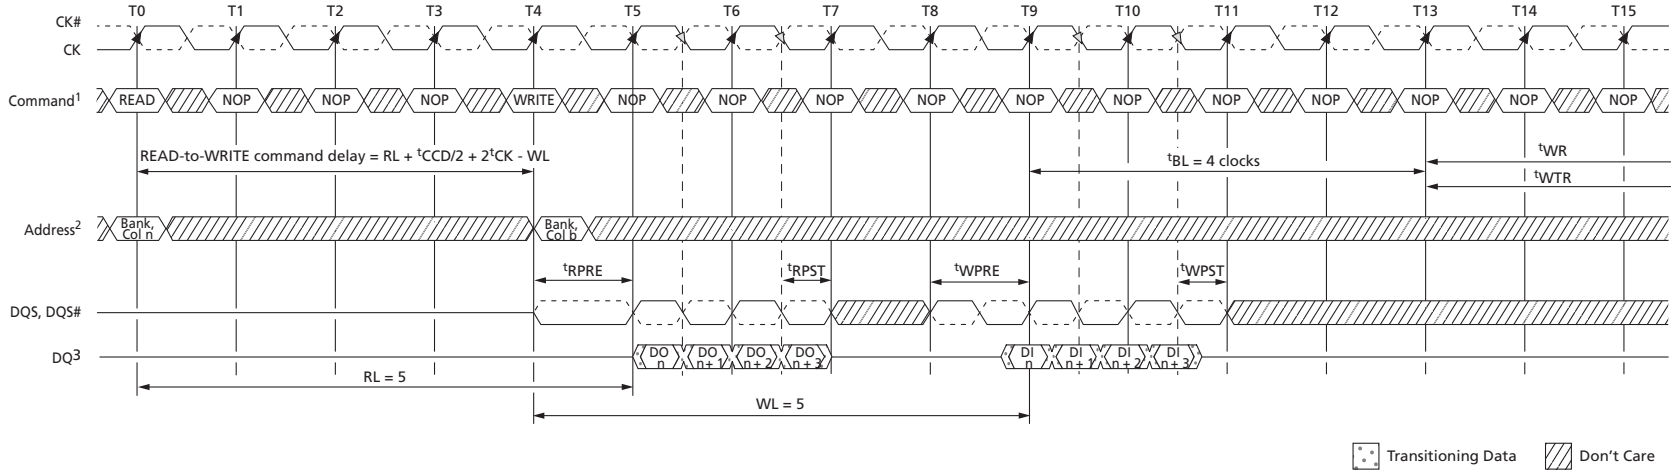 T0 T1 T2 T3 T4 T5 T6 T7 T8 T9 T10 T11 T12 T13 T14 T15
CK#
CK
Command1 READ NOP NOP NOP WRITE NOP NOP NOP NOP NOP NOP NOP NOP NOP NOP NOP
READ-to-WRITE command delay = RL + tCCD/2 + 2tCK - WL
tBL = 4 clocks
tWR
tWTR
Address2
Bank,
Col n
Bank,
Col b
tRPRE tRPST tWPRE tWPST
DQS, DQS#
DQ3
DO
n
DO
n + 1
DO
n + 2
DO
n + 3
DI
n
DI
n + 1
DI
n + 2
DI
n + 3
RL = 5
WL = 5
Transitioning Data
Don't Care